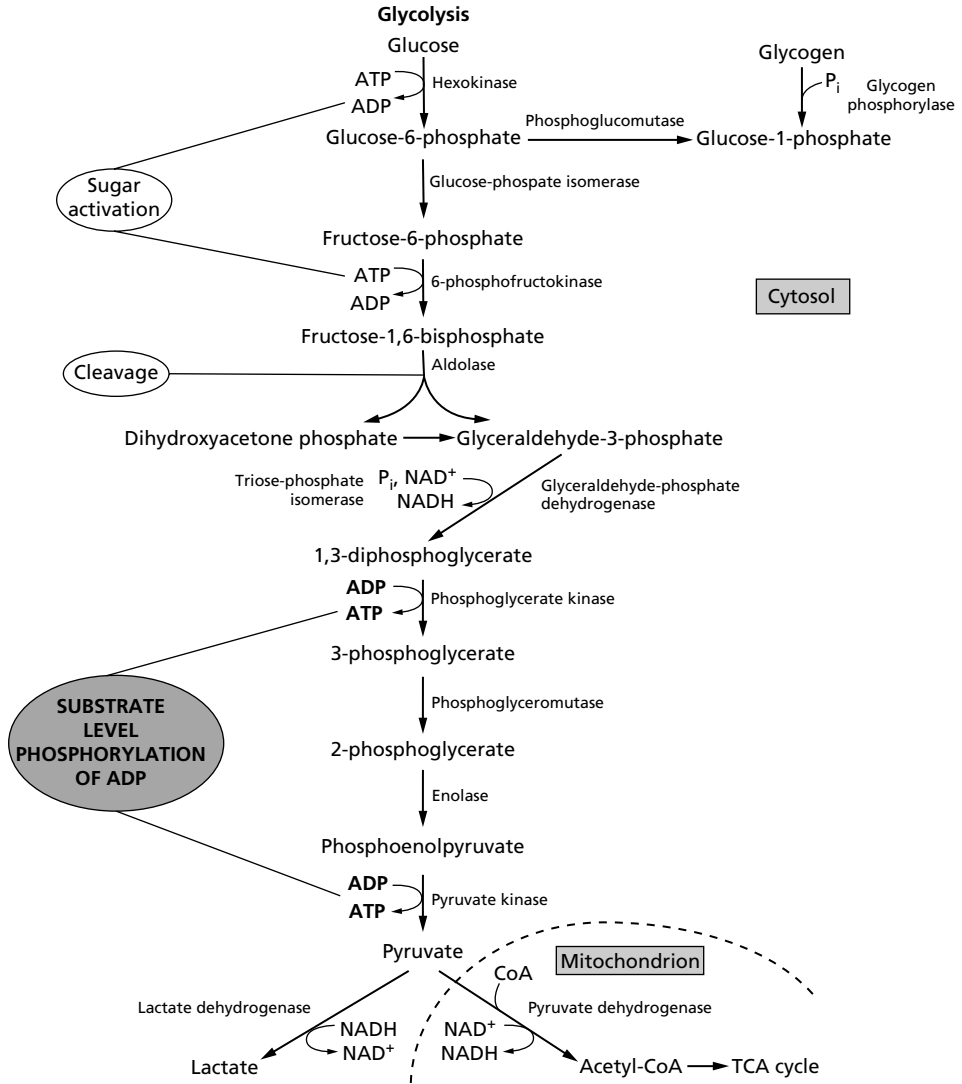 Glycolysis
Glucose
Glycogen
ATP
Hexokinase
ADP
Pi
Glycogen
phosphorylase
Glucose-6-phosphate
Phosphoglucomutase
Glucose-1-phosphate
Sugar
activation
Glucose-phospate isomerase
Fructose-6-phosphate
ATP
6-phosphofructokinase
ADP
Cytosol
Fructose-1,6-bisphosphate
Aldolase
Cleavage
Dihydroxyacetone phosphate
Glyceraldehyde-3-phosphate
Triose-phosphate
isomerase
Pi, NAD+
NADH
Glyceraldehyde-phosphate
dehydrogenase
1,3-diphosphoglycerate
ADP
Phosphoglycerate kinase
ATP
3-phosphoglycerate
SUBSTRATE
LEVEL
PHOSPHORYLATION
OF ADP
Phosphoglyceromutase
2-phosphoglycerate
Enolase
Phosphoenolpyruvate
ADP
Pyruvate kinase
ATP
Pyruvate
Mitochondrion
CoA
Lactate dehydrogenase
Pyruvate dehydrogenase
NADH
NAD+
NAD+
NADH
Lactate
Acetyl-CoA
TCA cycle